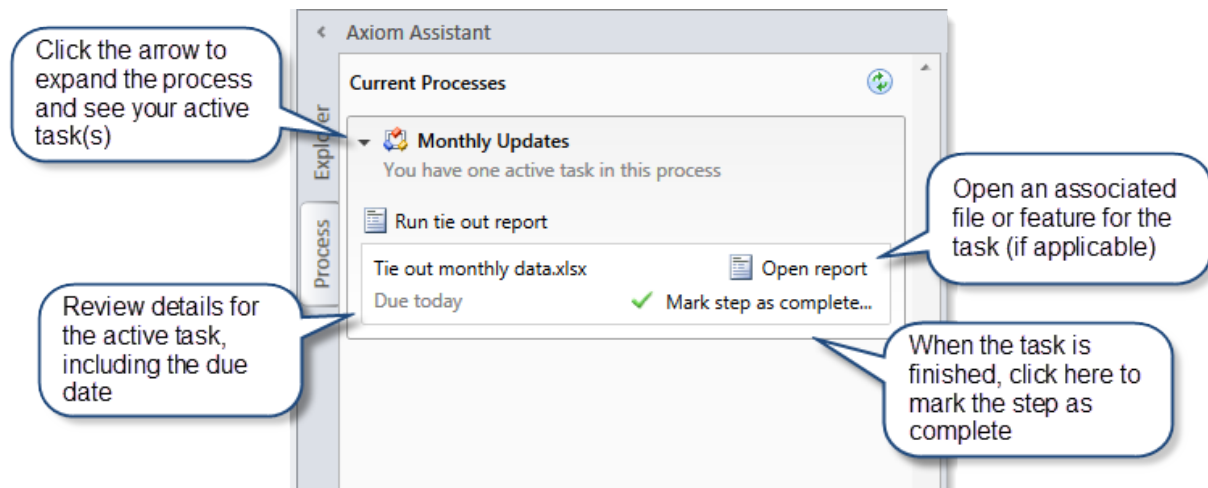 Click the arrow to
expand the process
and see your active
task(s)
Axiom Assistant
Current Processes
Explorer
Monthly Updates
You have one active task in this process
Run tie out report
Process
Tie out monthly data.xlsx
Open report
Due today
Mark step as complete...
Open an associated
file or feature for the
task (if applicable)
Review details for
the active task,
including the due
date
When the task is
finished, click here to
mark the step as
complete